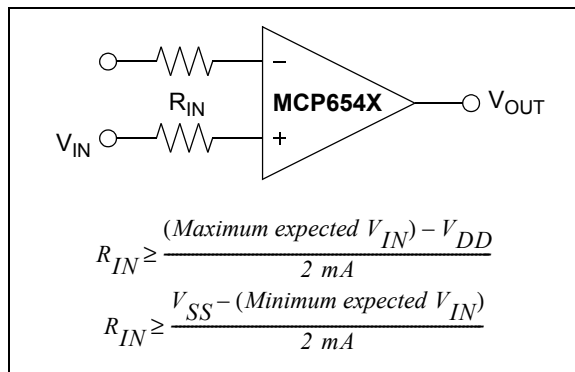 −
R_IN
MCP654X
V_OUT
V_IN
+
R_IN ≥ ((Maximum expected V_IN) – V_DD) / (2 mA)
R_IN ≥ (V_SS – (Minimum expected V_IN)) / (2 mA)